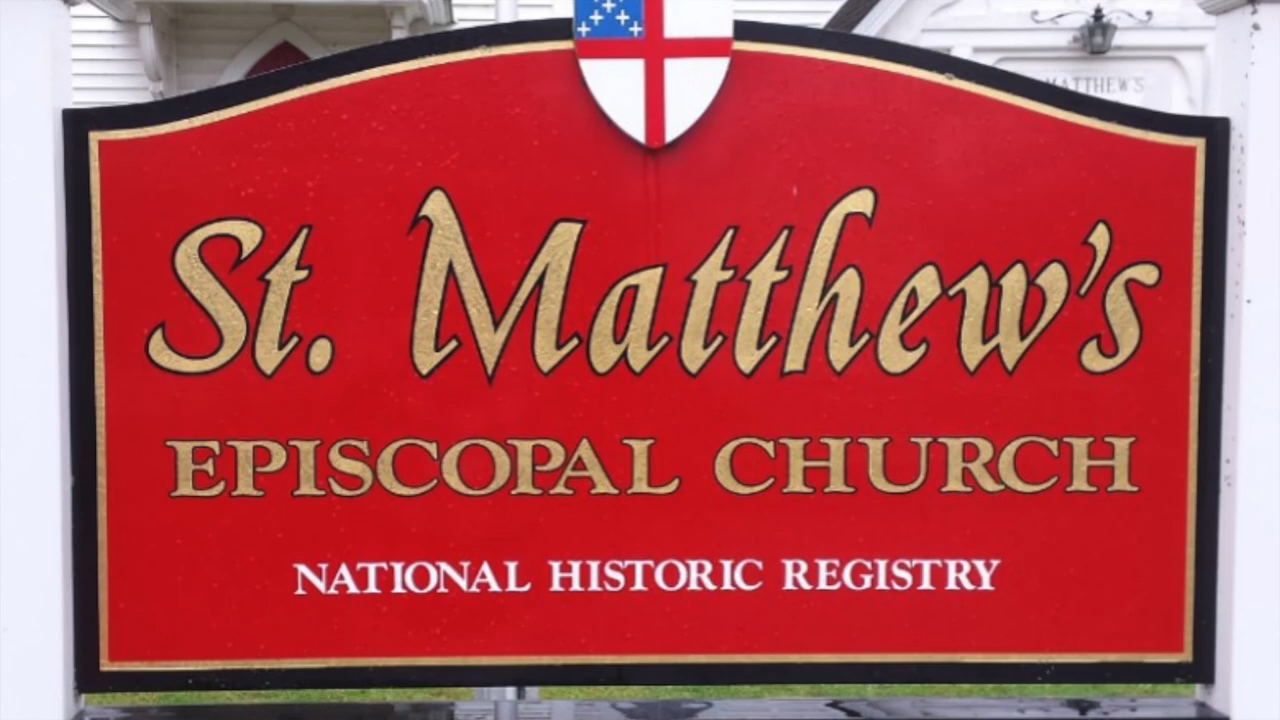 MATTHEW'S
St. Matthew's
EPISCOPAL CHURCH
NATIONAL HISTORIC REGISTRY